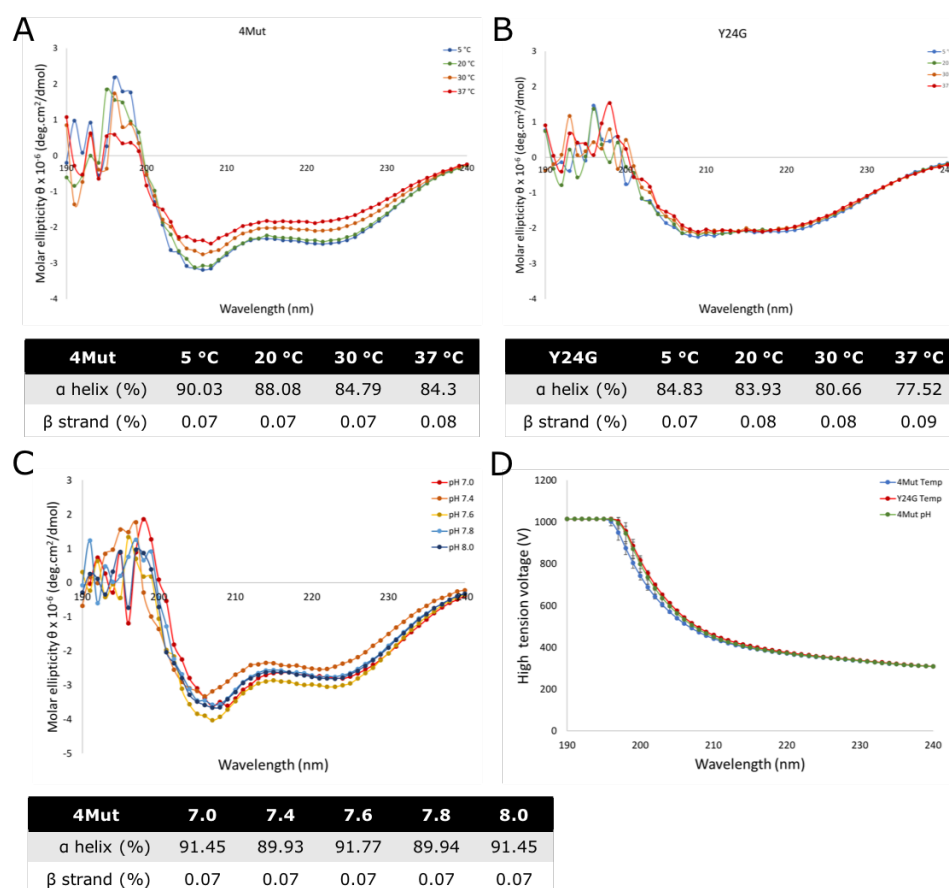 A
4Mut
5 °C
20 °C
30 °C
37 °C
3
2
1
0
-1
-2
-3
-4
190 200 210 220 230 240
Molar ellipticity θ x 10⁻⁶ (deg.cm²/dmol)
Wavelength (nm)
4Mut 5 °C 20 °C 30 °C 37 °C
α helix (%) 90.03 88.08 84.79 84.3
β strand (%) 0.07 0.07 0.07 0.08
B
Y24G
5 °
20
30
37
3
2
1
0
-1
-2
-3
-4
190 200 210 220 230 24
Molar ellipticity θ x 10⁻⁶ (deg.cm²/dmol)
Wavelength (nm)
Y24G 5 °C 20 °C 30 °C 37 °C
α helix (%) 84.83 83.93 80.66 77.52
β strand (%) 0.07 0.08 0.08 0.09
C
pH 7.0
pH 7.4
pH 7.6
pH 7.8
pH 8.0
3
2
1
0
-1
-2
-3
-4
-5
190 200 210 220 230 240
Molar ellipticity θ x 10⁻⁶ (deg.cm²/dmol)
Wavelength (nm)
4Mut 7.0 7.4 7.6 7.8 8.0
α helix (%) 91.45 89.93 91.77 89.94 91.45
β strand (%) 0.07 0.07 0.07 0.07 0.07
D
4Mut Temp
Y24G Temp
4Mut pH
1200
1000
800
600
400
200
0
190 200 210 220 230 240
High tension voltage (V)
Wavelength (nm)